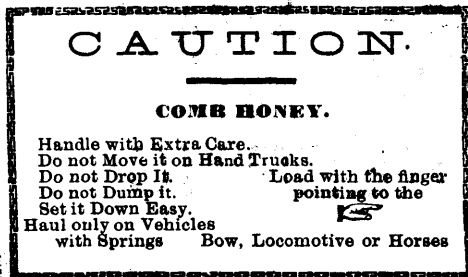 CAUTION.
COMB HONEY.
Handle with Extra Care.
Do not Move it on Hand Trucks.
Do not Drop It. Load with the finger
Do not Dump it. pointing to the
Set it Down Easy.
Haul only on Vehicles
with Springs Bow, Locomotive or Horses